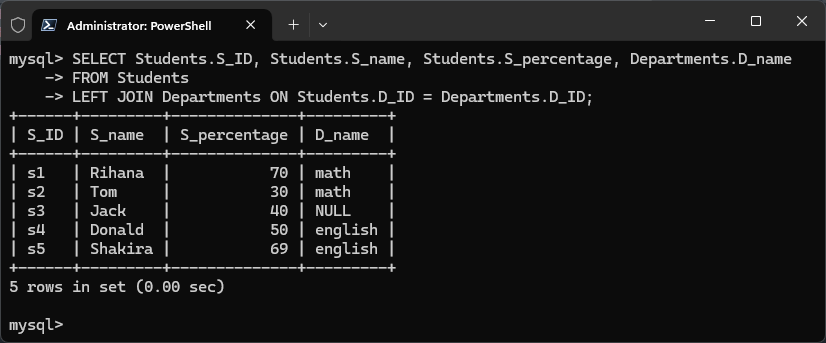 Administrator: PowerShell
mysql> SELECT Students.S_ID, Students.S_name, Students.S_percentage, Departments.D_name
    -> FROM Students
    -> LEFT JOIN Departments ON Students.D_ID = Departments.D_ID;
+------+---------+--------------+---------+
| S_ID | S_name  | S_percentage | D_name  |
+------+---------+--------------+---------+
| s1   | Rihana  |           70 | math    |
| s2   | Tom     |           30 | math    |
| s3   | Jack    |           40 | NULL    |
| s4   | Donald  |           50 | english |
| s5   | Shakira |           69 | english |
+------+---------+--------------+---------+
5 rows in set (0.00 sec)
mysql>